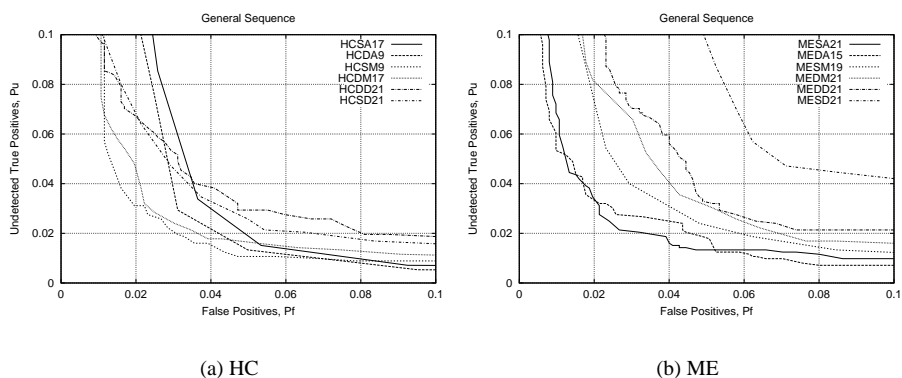 General Sequence
0.1
0.08
0.06
0.04
0.02
0
Undetected True Positives, Pu
HCSA17
HCDA9
HCSM9
HCDM17
HCDD21
HCSD21
0 0.02 0.04 0.06 0.08 0.1
False Positives, Pf
(a) HC
General Sequence
0.1
0.08
0.06
0.04
0.02
0
Undetected True Positives, Pu
MESA21
MEDA15
MESM19
MEDM21
MEDD21
MESD21
0 0.02 0.04 0.06 0.08 0.1
False Positives, Pf
(b) ME